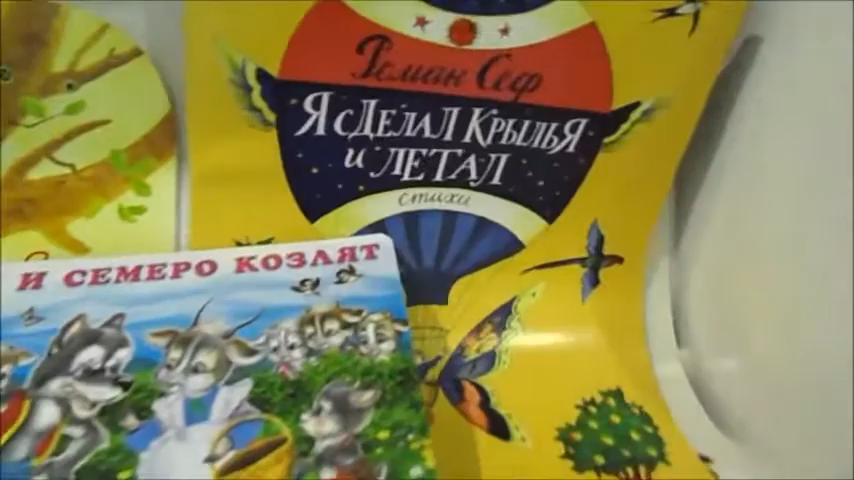 Роман Сеф
Я сДЕЛАЛ КРЫЛЬЯ
и ЛЕТАЛ
стихи
И СЕМЕРО КОЗЛЯТ